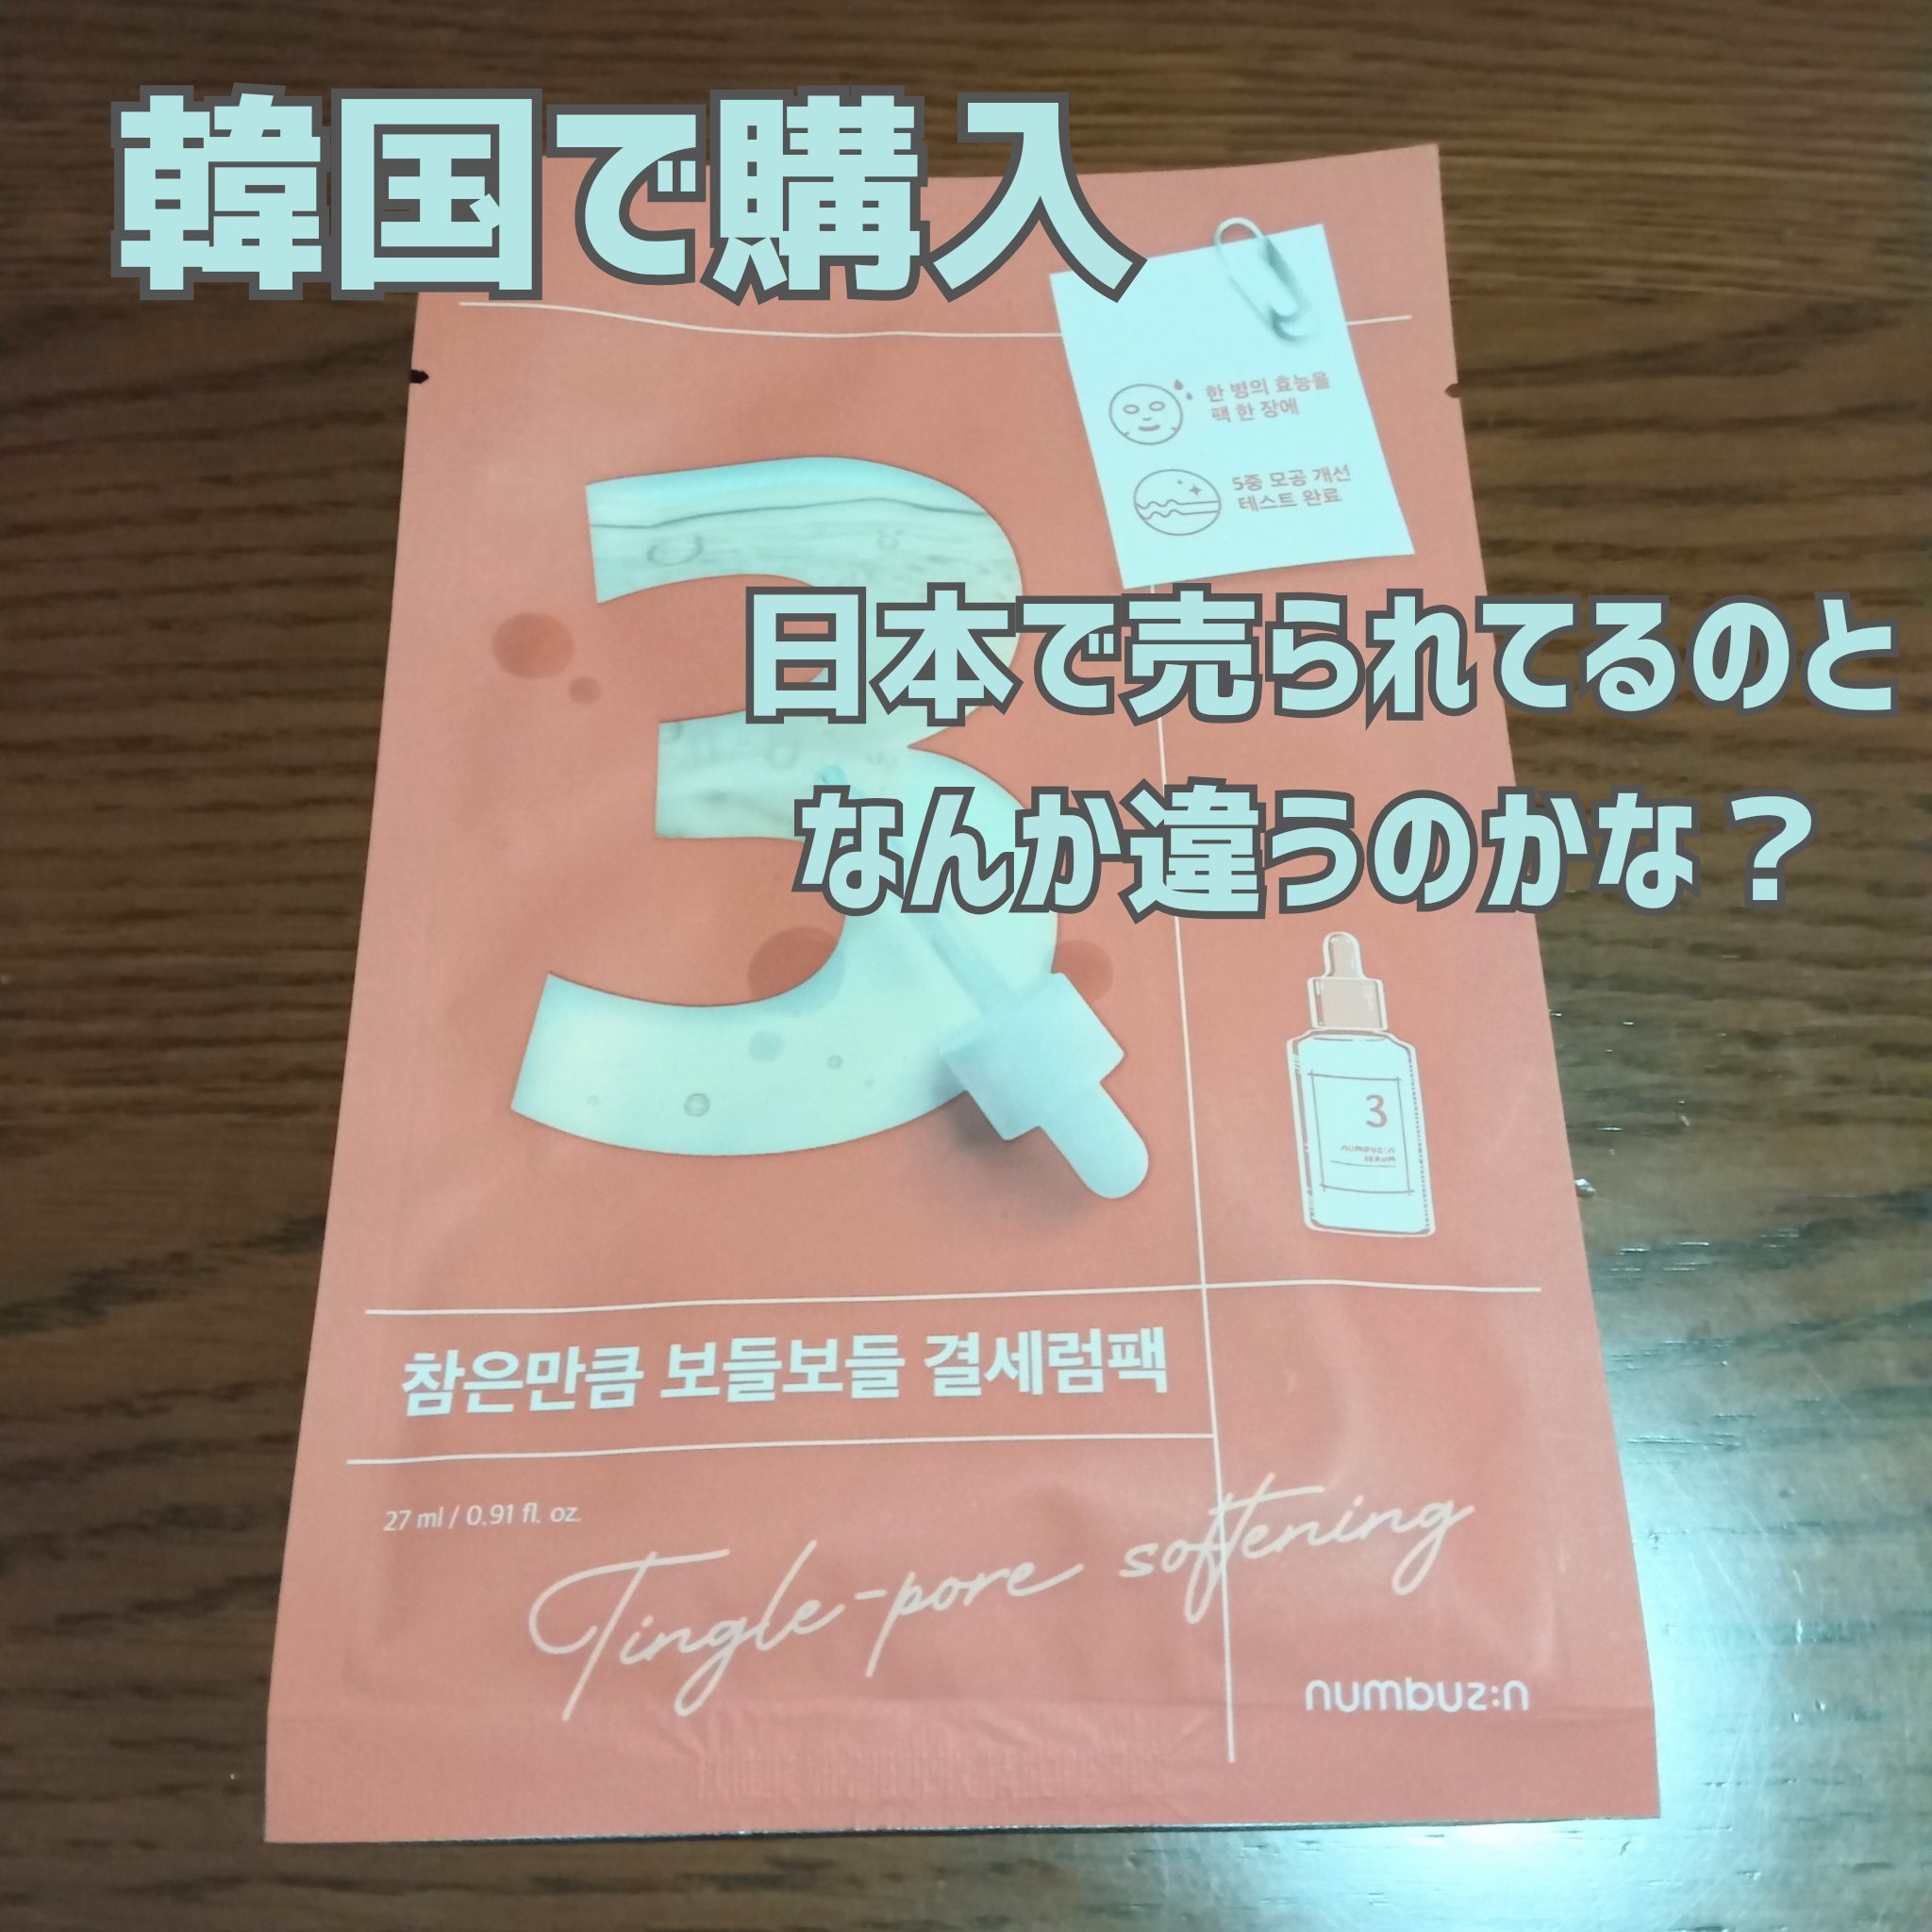 韓国で購入
한 병의 효능을
팩 한 장에
5중 모공 개선
테스트 완료
日本で売られてるのと
なんか違うのかな？
3
3
numbuz:n
SERUM
참은만큼 보들보들 결세럼팩
27 ml / 0.91 fl. oz.
Tingle-pore softening
numbuz:n